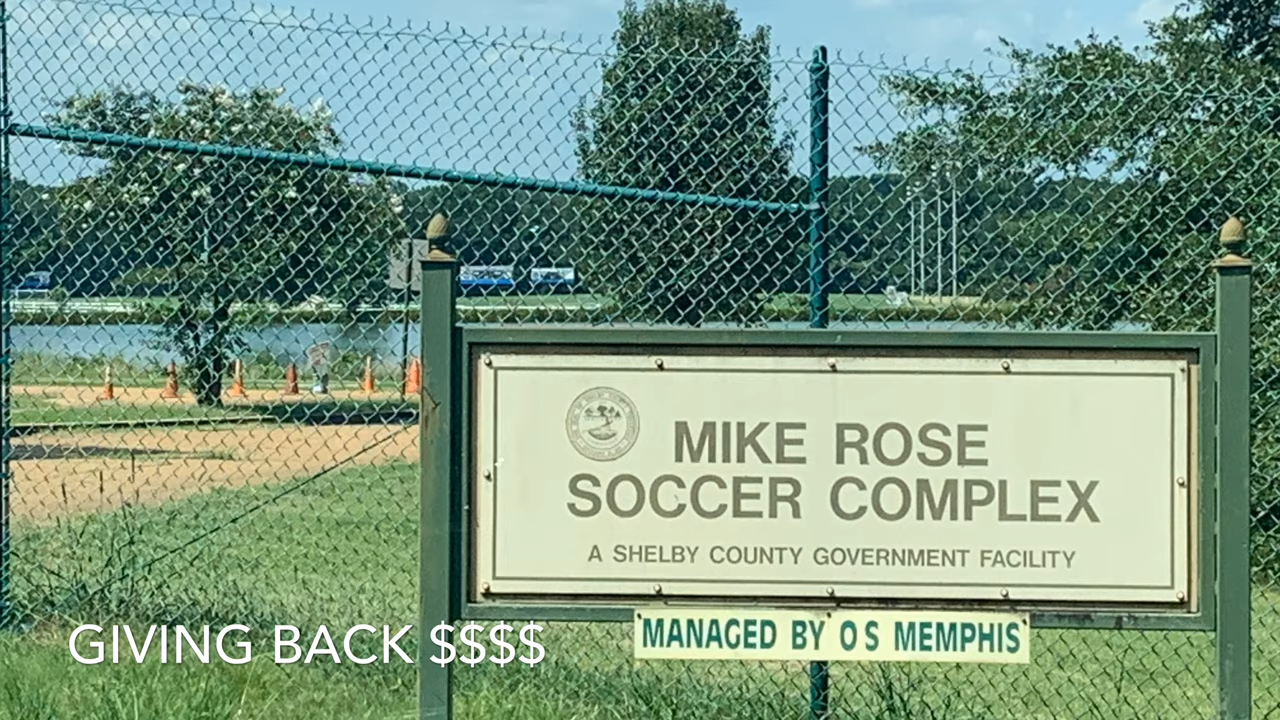 MIKE ROSE
SOCCER COMPLEX
A SHELBY COUNTY GOVERNMENT FACILITY
MANAGED BY O S MEMPHIS
GIVING BACK $$$$